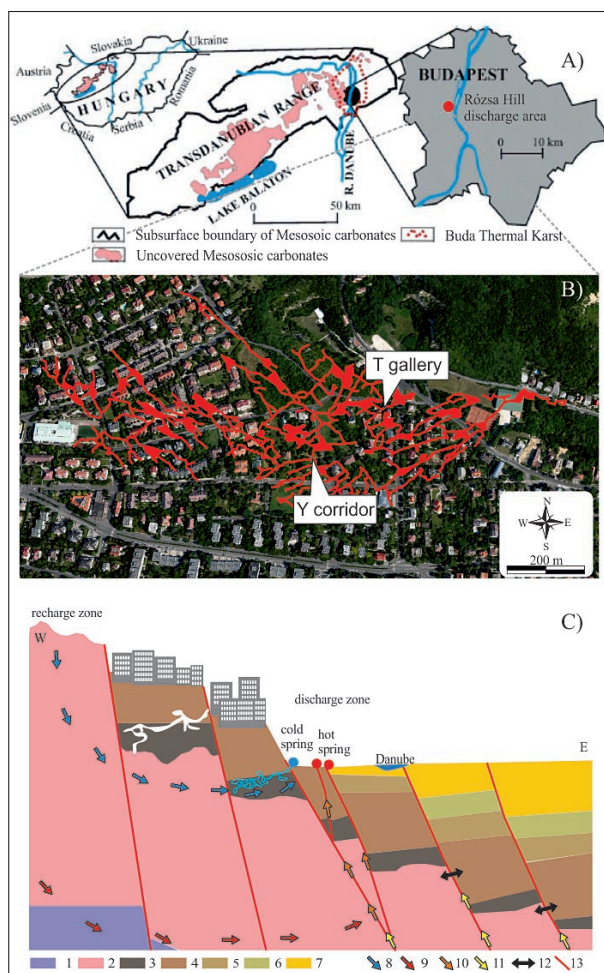 A)
Slovakia
Ukraine
Austria
HUNGARY
Romania
Slovenia
Croatia
Serbia
TRANSDANUBIAN RANGE
LAKE BALATON
R. DANUBE
0 50
km
BUDAPEST
Rózsa Hill
discharge area
0 10
km
Subsurface boundary of Mesosoic carbonates
Buda Thermal Karst
Uncovered Mesososic carbonates
B)
T gallery
Y corridor
N
W E
S
200 m
C)
recharge zone
W
discharge zone
cold
spring
hot
spring
Danube
E
1 2 3 4 5 6 7 8 9 10 11 12 13